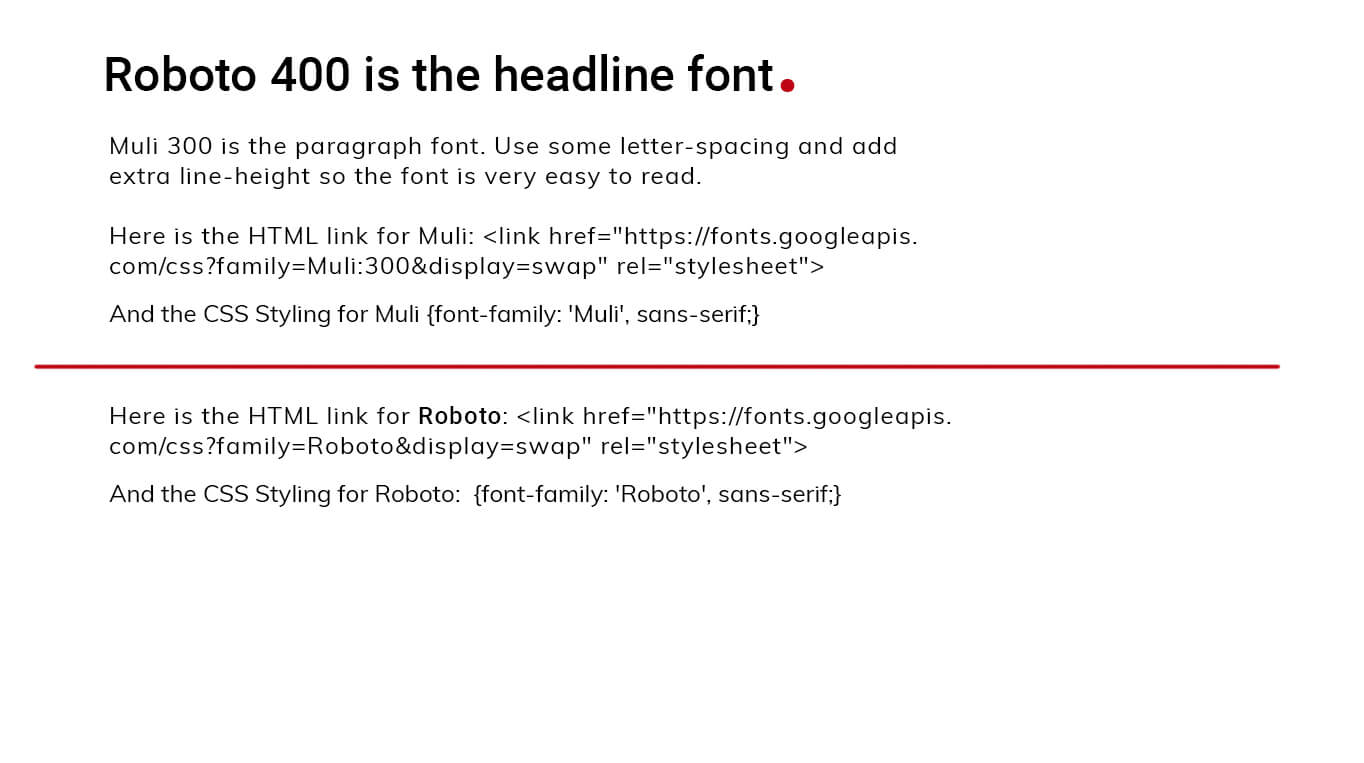 Roboto 400 is the headline font.
Muli 300 is the paragraph font. Use some letter-spacing and add
extra line-height so the font is very easy to read.
Here is the HTML link for Muli: <link href="https://fonts.googleapis.
com/css?family=Muli:300&display=swap" rel="stylesheet">
And the CSS Styling for Muli {font-family: 'Muli', sans-serif;}
Here is the HTML link for Roboto: <link href="https://fonts.googleapis.
com/css?family=Roboto&display=swap" rel="stylesheet">
And the CSS Styling for Roboto:  {font-family: 'Roboto', sans-serif;}